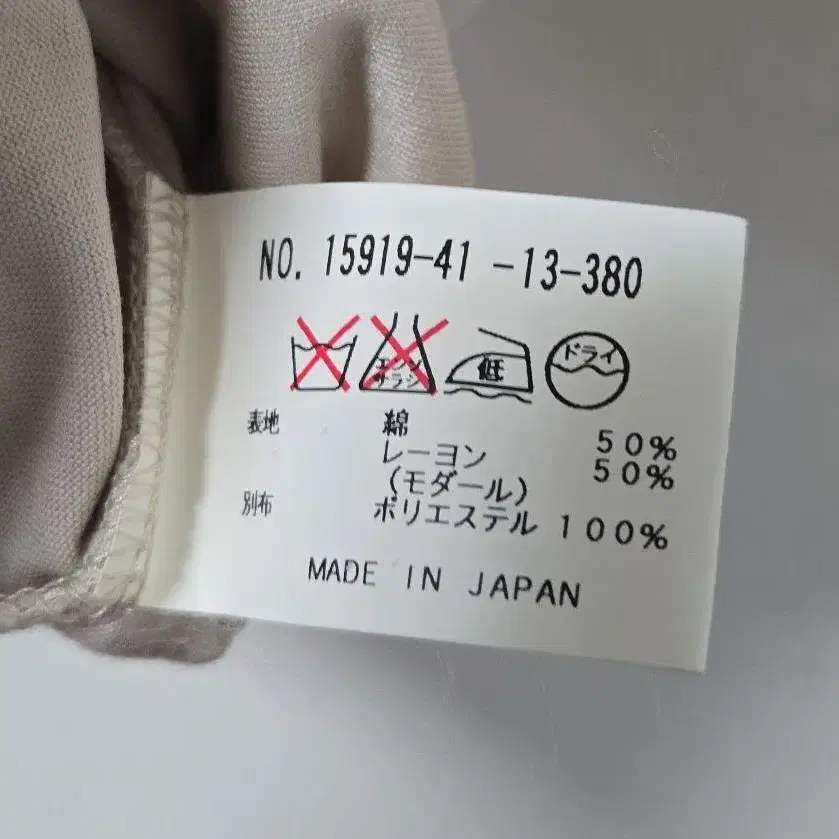 NO. 15919-41 -13-380
エンソ サラシ 低 ドライ
表地 綿 50%
レーヨン 50%
(モダール)
別布 ポリエステル 100%
MADE IN JAPAN